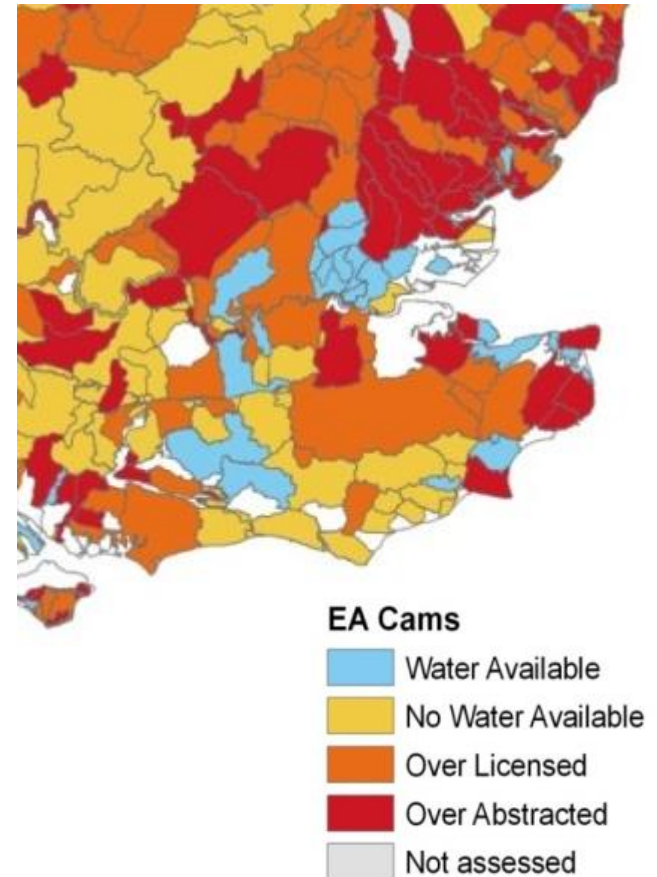 EA Cams
Water Available
No Water Available
Over Licensed
Over Abstracted
Not assessed